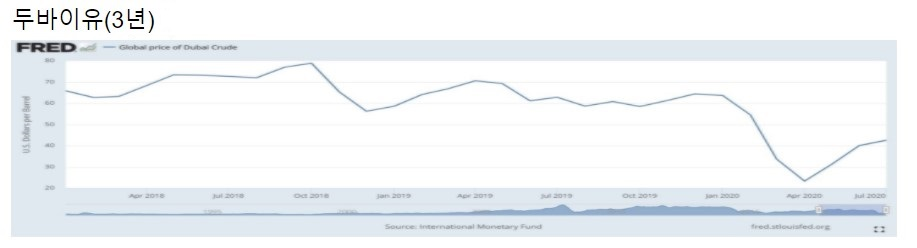 두바이유(3년)
FRED — Global price of Dubai Crude
80
70
60
50
40
30
20
U.S. Dollars per Barrel
Apr 2018 Jul 2018 Oct 2018 Jan 2019 Apr 2019 Jul 2019 Oct 2019 Jan 2020 Apr 2020 Jul 2020
Source: International Monetary Fund fred.stlouisfed.org